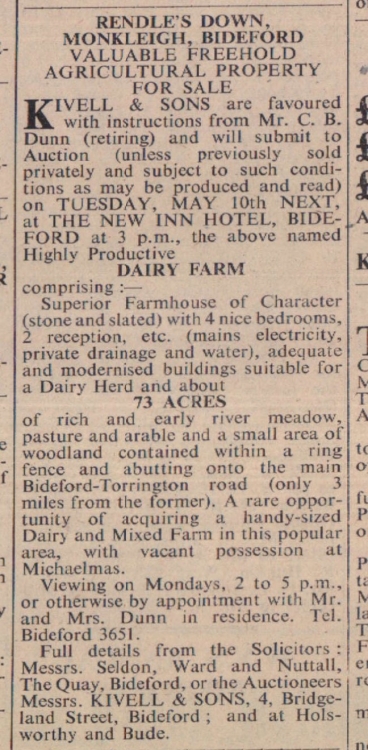 RENDLE'S DOWN,
MONKLEIGH, BIDEFORD
VALUABLE FREEHOLD
AGRICULTURAL PROPERTY
FOR SALE
KIVELL & SONS are favoured
with instructions from Mr. C. B.
Dunn (retiring) and will submit to
Auction (unless previously sold
privately and subject to such condi-
tions as may be produced and read)
on TUESDAY, MAY 10th NEXT,
at THE NEW INN HOTEL, BIDE-
FORD at 3 p.m., the above named
Highly Productive
DAIRY FARM
comprising :—
Superior Farmhouse of Character
(stone and slated) with 4 nice bedrooms,
2 reception, etc. (mains electricity,
private drainage and water), adequate
and modernised buildings suitable for
a Dairy Herd and about
73 ACRES
of rich and early river meadow,
pasture and arable and a small area of
woodland contained within a ring
fence and abutting onto the main
Bideford-Torrington road (only 3
miles from the former). A rare oppor-
tunity of acquiring a handy-sized
Dairy and Mixed Farm in this popular
area, with vacant possession at
Michaelmas.
Viewing on Mondays, 2 to 5 p.m.,
or otherwise by appointment with Mr.
and Mrs. Dunn in residence. Tel.
Bideford 3651.
Full details from the Solicitors :
Messrs. Seldon, Ward and Nuttall,
The Quay, Bideford, or the Auctioneers
Messrs. KIVELL & SONS, 4, Bridge-
land Street, Bideford ; and at Hols-
worthy and Bude.